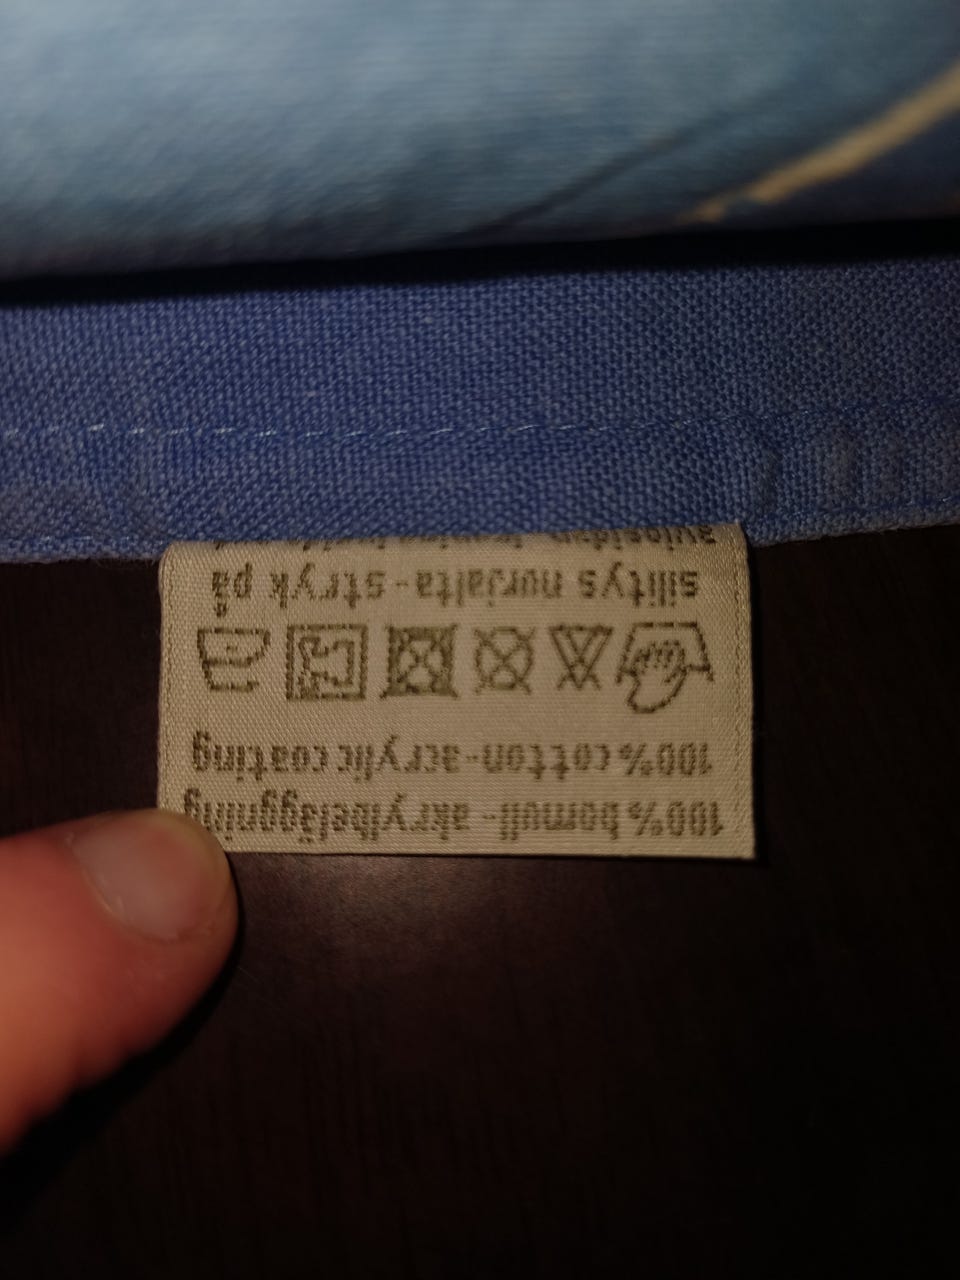 100% bomull - akrylbeläggning
100% cotton - acrylic coating
silitys nurjalta - stryk på